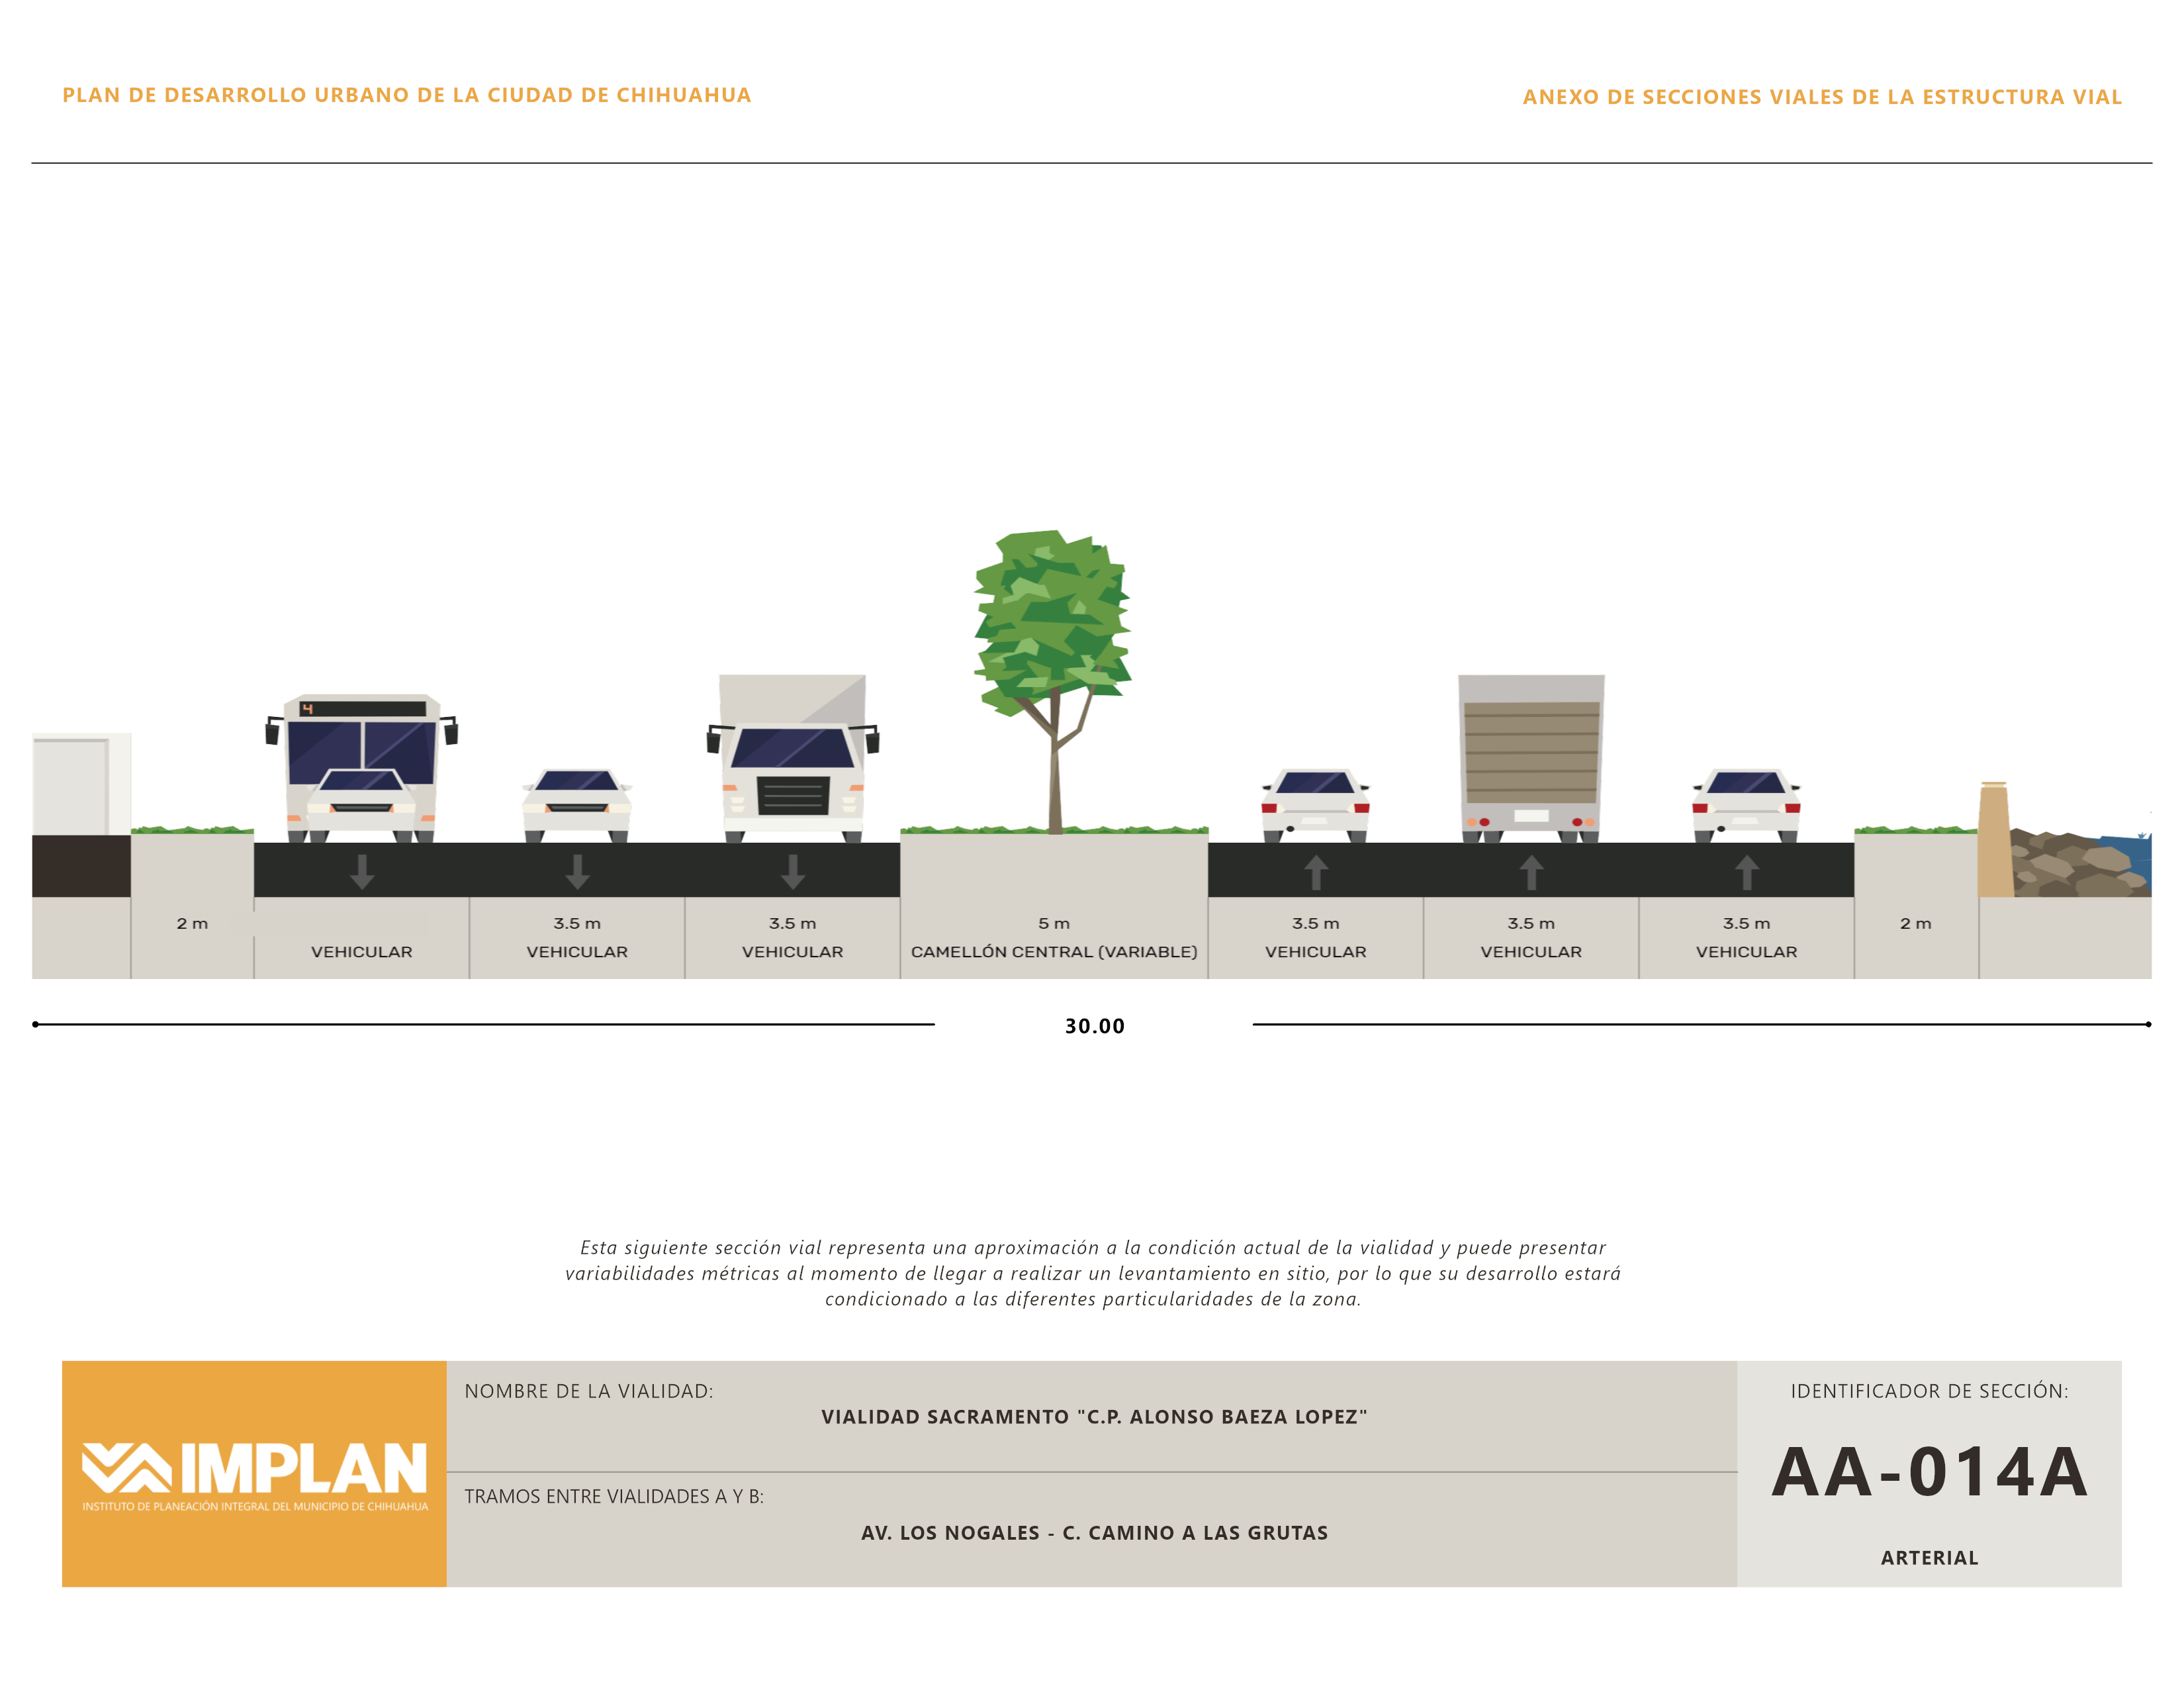 PLAN DE DESARROLLO URBANO DE LA CIUDAD DE CHIHUAHUA
ANEXO DE SECCIONES VIALES DE LA ESTRUCTURA VIAL
4
2 m
VEHICULAR
3.5 m
VEHICULAR
3.5 m
VEHICULAR
5 m
CAMELLÓN CENTRAL (VARIABLE)
3.5 m
VEHICULAR
3.5 m
VEHICULAR
3.5 m
VEHICULAR
2 m
30.00
Esta siguiente sección vial representa una aproximación a la condición actual de la vialidad y puede presentar
variabilidades métricas al momento de llegar a realizar un levantamiento en sitio, por lo que su desarrollo estará
condicionado a las diferentes particularidades de la zona.
IMPLAN
INSTITUTO DE PLANEACIÓN INTEGRAL DEL MUNICIPIO DE CHIHUAHUA
NOMBRE DE LA VIALIDAD:
VIALIDAD SACRAMENTO "C.P. ALONSO BAEZA LOPEZ"
TRAMOS ENTRE VIALIDADES A Y B:
AV. LOS NOGALES - C. CAMINO A LAS GRUTAS
IDENTIFICADOR DE SECCIÓN:
AA-014A
ARTERIAL